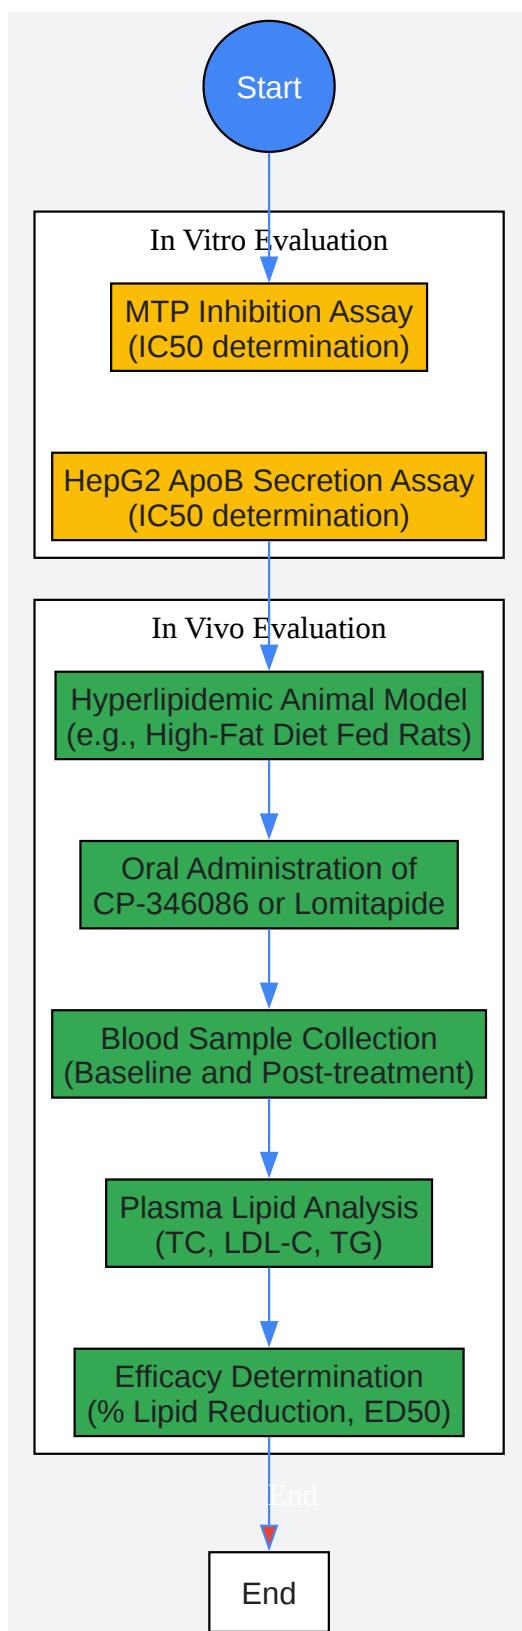 Start
In Vitro Evaluation
MTP Inhibition Assay
(IC50 determination)
HepG2 ApoB Secretion Assay
(IC50 determination)
In Vivo Evaluation
Hyperlipidemic Animal Model
(e.g., High-Fat Diet Fed Rats)
Oral Administration of
CP-346086 or Lomitapide
Blood Sample Collection
(Baseline and Post-treatment)
Plasma Lipid Analysis
(TC, LDL-C, TG)
Efficacy Determination
(% Lipid Reduction, ED50)
End
End